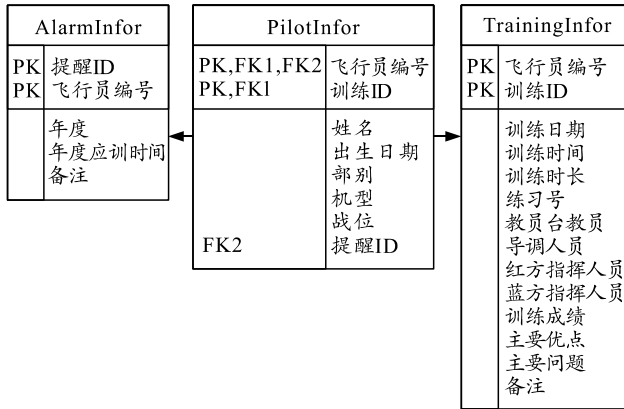 AlarmInfor
PK 提醒ID
PK 飞行员编号
年度
年度应训时间
备注
PilotInfor
PK,FK1,FK2 飞行员编号
PK,FKl 训练ID
姓名
出生日期
部别
机型
战位
FK2 提醒ID
TrainingInfor
PK 飞行员编号
PK 训练ID
训练日期
训练时间
训练时长
练习号
教员台教员
导调人员
红方指挥人员
蓝方指挥人员
训练成绩
主要优点
主要问题
备注